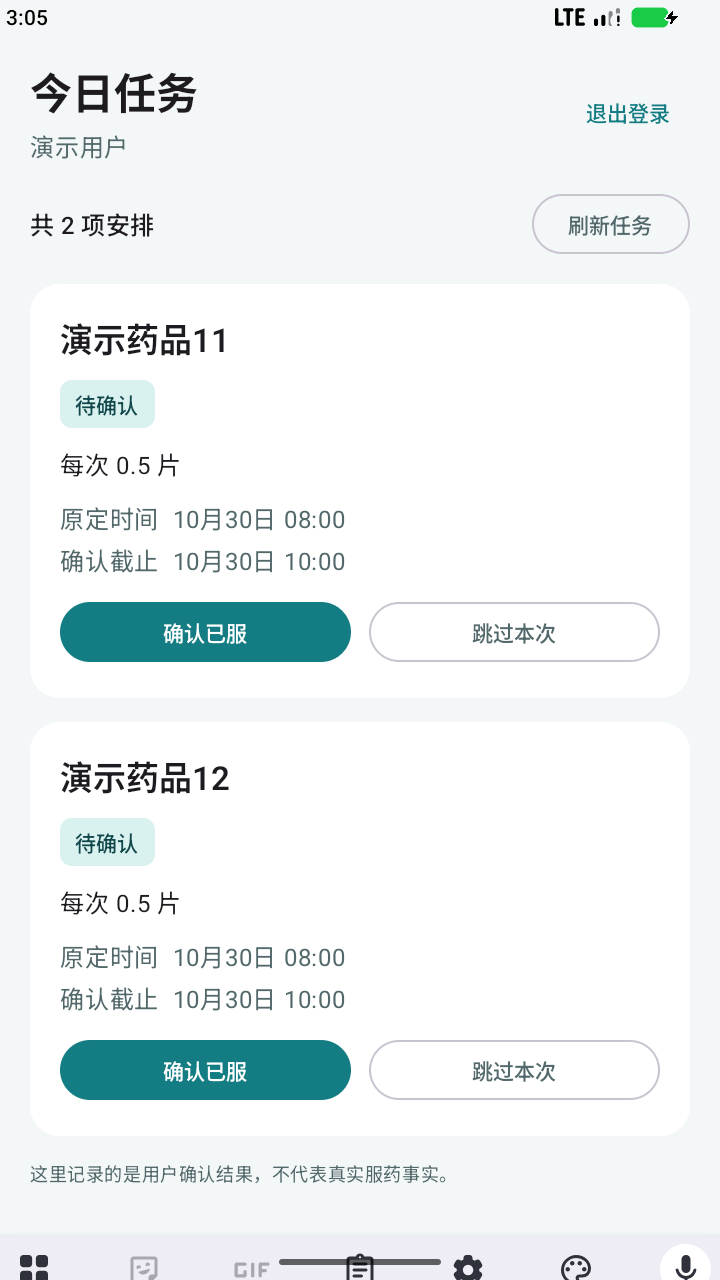 3:05
LTE
今日任务
退出登录
演示用户
共 2 项安排
刷新任务
演示药品11
待确认
每次 0.5 片
原定时间 10月30日 08:00
确认截止 10月30日 10:00
确认已服
跳过本次
演示药品12
待确认
每次 0.5 片
原定时间 10月30日 08:00
确认截止 10月30日 10:00
确认已服
跳过本次
这里记录的是用户确认结果，不代表真实服药事实。
GIF